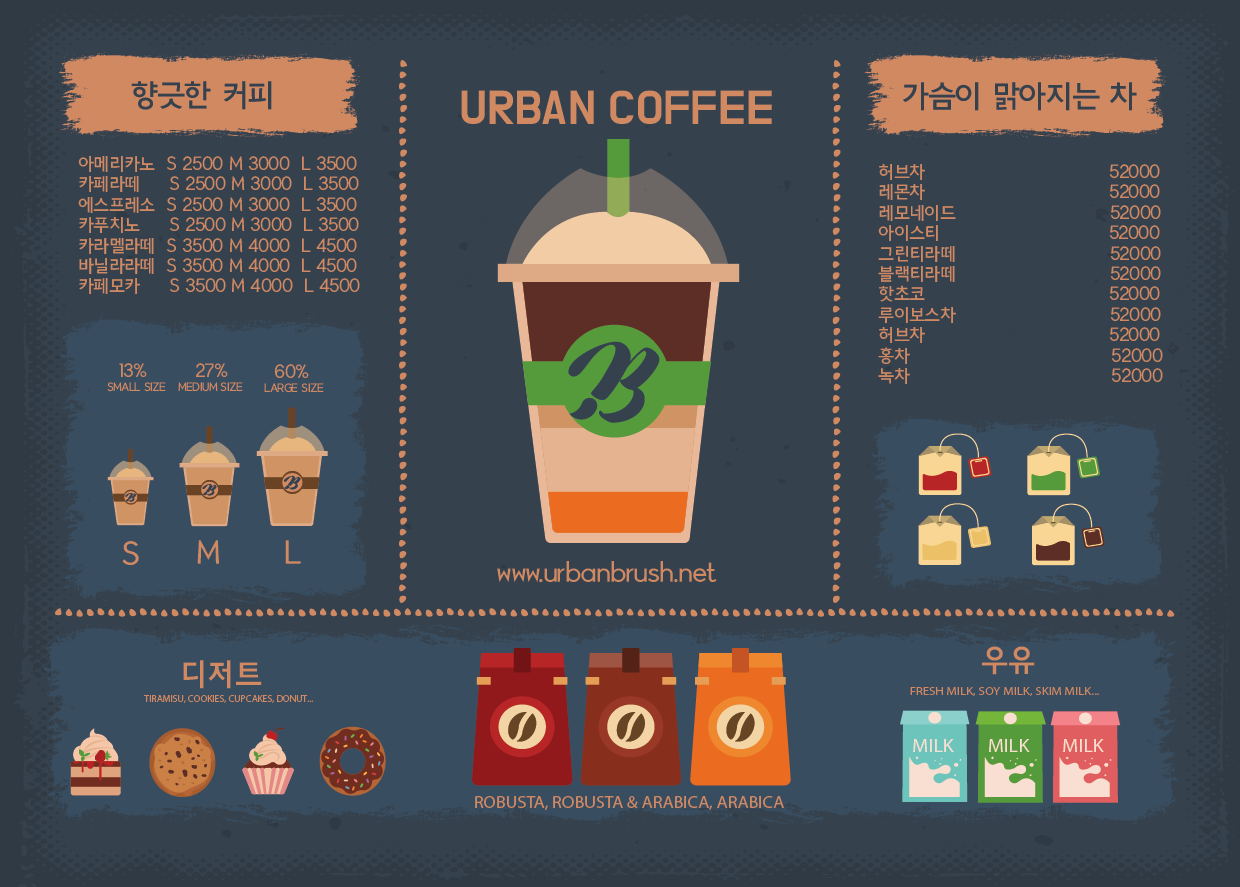 향긋한 커피
아메리카노 S 2500 M 3000 L 3500
카페라떼 S 2500 M 3000 L 3500
에스프레소 S 2500 M 3000 L 3500
카푸치노 S 2500 M 3000 L 3500
카라멜라떼 S 3500 M 4000 L 4500
바닐라라떼 S 3500 M 4000 L 4500
카페모카 S 3500 M 4000 L 4500
13% 27% 60%
SMALL SIZE MEDIUM SIZE LARGE SIZE
B B B
S M L
URBAN COFFEE
B
www.urbanbrush.net
가슴이 맑아지는 차
허브차 52000
레몬차 52000
레모네이드 52000
아이스티 52000
그린티라떼 52000
블랙티라떼 52000
핫초코 52000
루이보스차 52000
허브차 52000
홍차 52000
녹차 52000
디저트
TIRAMISU, COOKIES, CUPCAKES, DONUT...
ROBUSTA, ROBUSTA & ARABICA, ARABICA
우유
FRESH MILK, SOY MILK, SKIM MILK...
MILK MILK MILK